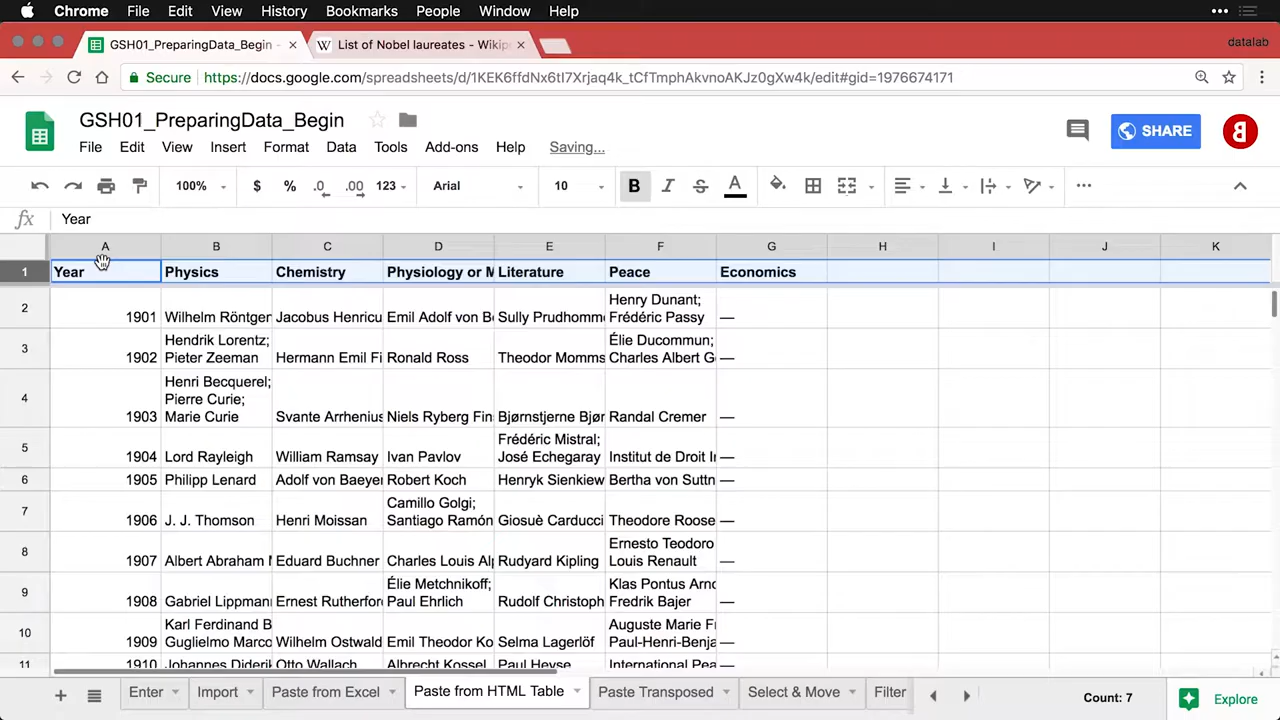 Chrome File Edit View History Bookmarks People Window Help
GSH01_PreparingData_Begin - × W List of Nobel laureates - Wikip ×
datalab
Secure https://docs.google.com/spreadsheets/d/1KEK6ffdNx6tI7Xrjaq4k_tCfTmphAkvnoAKJz0gXw4k/edit#gid=1976674171
GSH01_PreparingData_Begin
SHARE
File Edit View Insert Format Data Tools Add-ons Help Saving...
100% $ % .0 .00 123 Arial 10 B I S A
fx Year
A B C D E F G H I J K
1 Year Physics Chemistry Physiology or M Literature Peace Economics
Henry Dunant;
2 1901 Wilhelm Röntger Jacobus Henricu Emil Adolf von Be Sully Prudhomme Frédéric Passy —
Hendrik Lorentz; Élie Ducommun;
3 1902 Pieter Zeeman Hermann Emil Fi Ronald Ross Theodor Momms Charles Albert G —
Henri Becquerel;
Pierre Curie;
4 1903 Marie Curie Svante Arrhenius Niels Ryberg Fin Bjørnstjerne Bjør Randal Cremer —
Frédéric Mistral;
5 1904 Lord Rayleigh William Ramsay Ivan Pavlov José Echegaray Institut de Droit I —
6 1905 Philipp Lenard Adolf von Baeyer Robert Koch Henryk Sienkiew Bertha von Suttn —
Camillo Golgi;
7 1906 J. J. Thomson Henri Moissan Santiago Ramón Giosuè Carducci Theodore Roose —
Ernesto Teodoro
8 1907 Albert Abraham M Eduard Buchner Charles Louis Alp Rudyard Kipling Louis Renault —
Élie Metchnikoff; Klas Pontus Arno
9 1908 Gabriel Lippmann Ernest Rutherford Paul Ehrlich Rudolf Christoph Fredrik Bajer —
Karl Ferdinand B Auguste Marie Fr
10 1909 Guglielmo Marco Wilhelm Ostwald Emil Theodor Ko Selma Lagerlöf Paul-Henri-Benja —
11 1910 Johannes Diderik Otto Wallach Albrecht Kossel Paul Heyse International Pea —
Enter Import Paste from Excel Paste from HTML Table Paste Transposed Select & Move Filter Count: 7 Explore